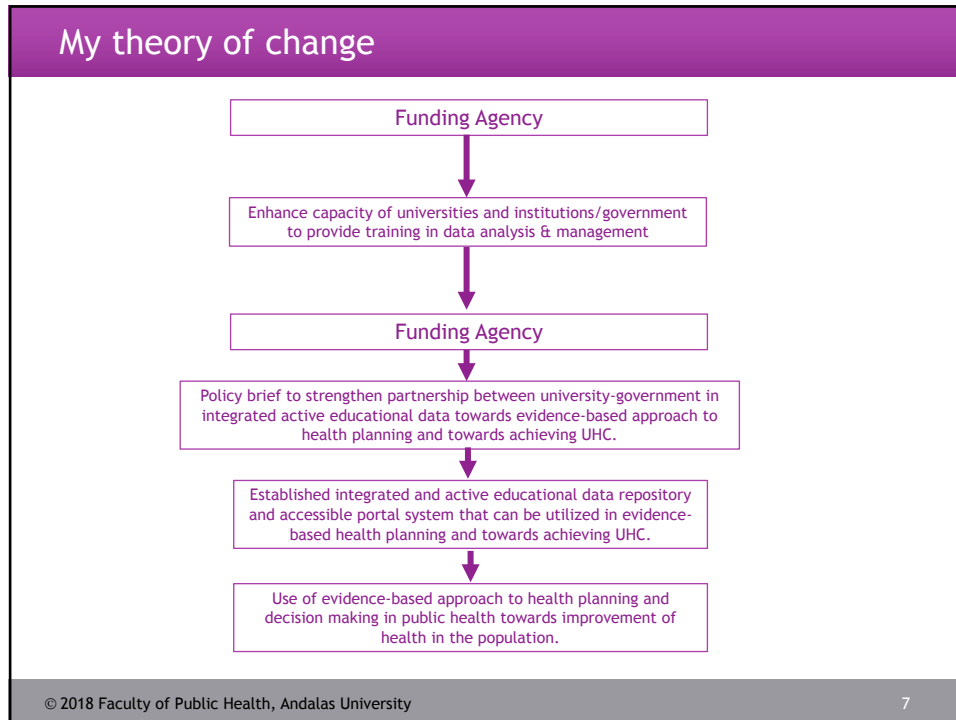 My theory of change
Funding Agency
Enhance capacity of universities and institutions/government
to provide training in data analysis & management
Funding Agency
Policy brief to strengthen partnership between university-government in
integrated active educational data towards evidence-based approach to
health planning and towards achieving UHC.
Established integrated and active educational data repository
and accessible portal system that can be utilized in evidence-
based health planning and towards achieving UHC.
Use of evidence-based approach to health planning and
decision making in public health towards improvement of
health in the population.
© 2018 Faculty of Public Health, Andalas University
7